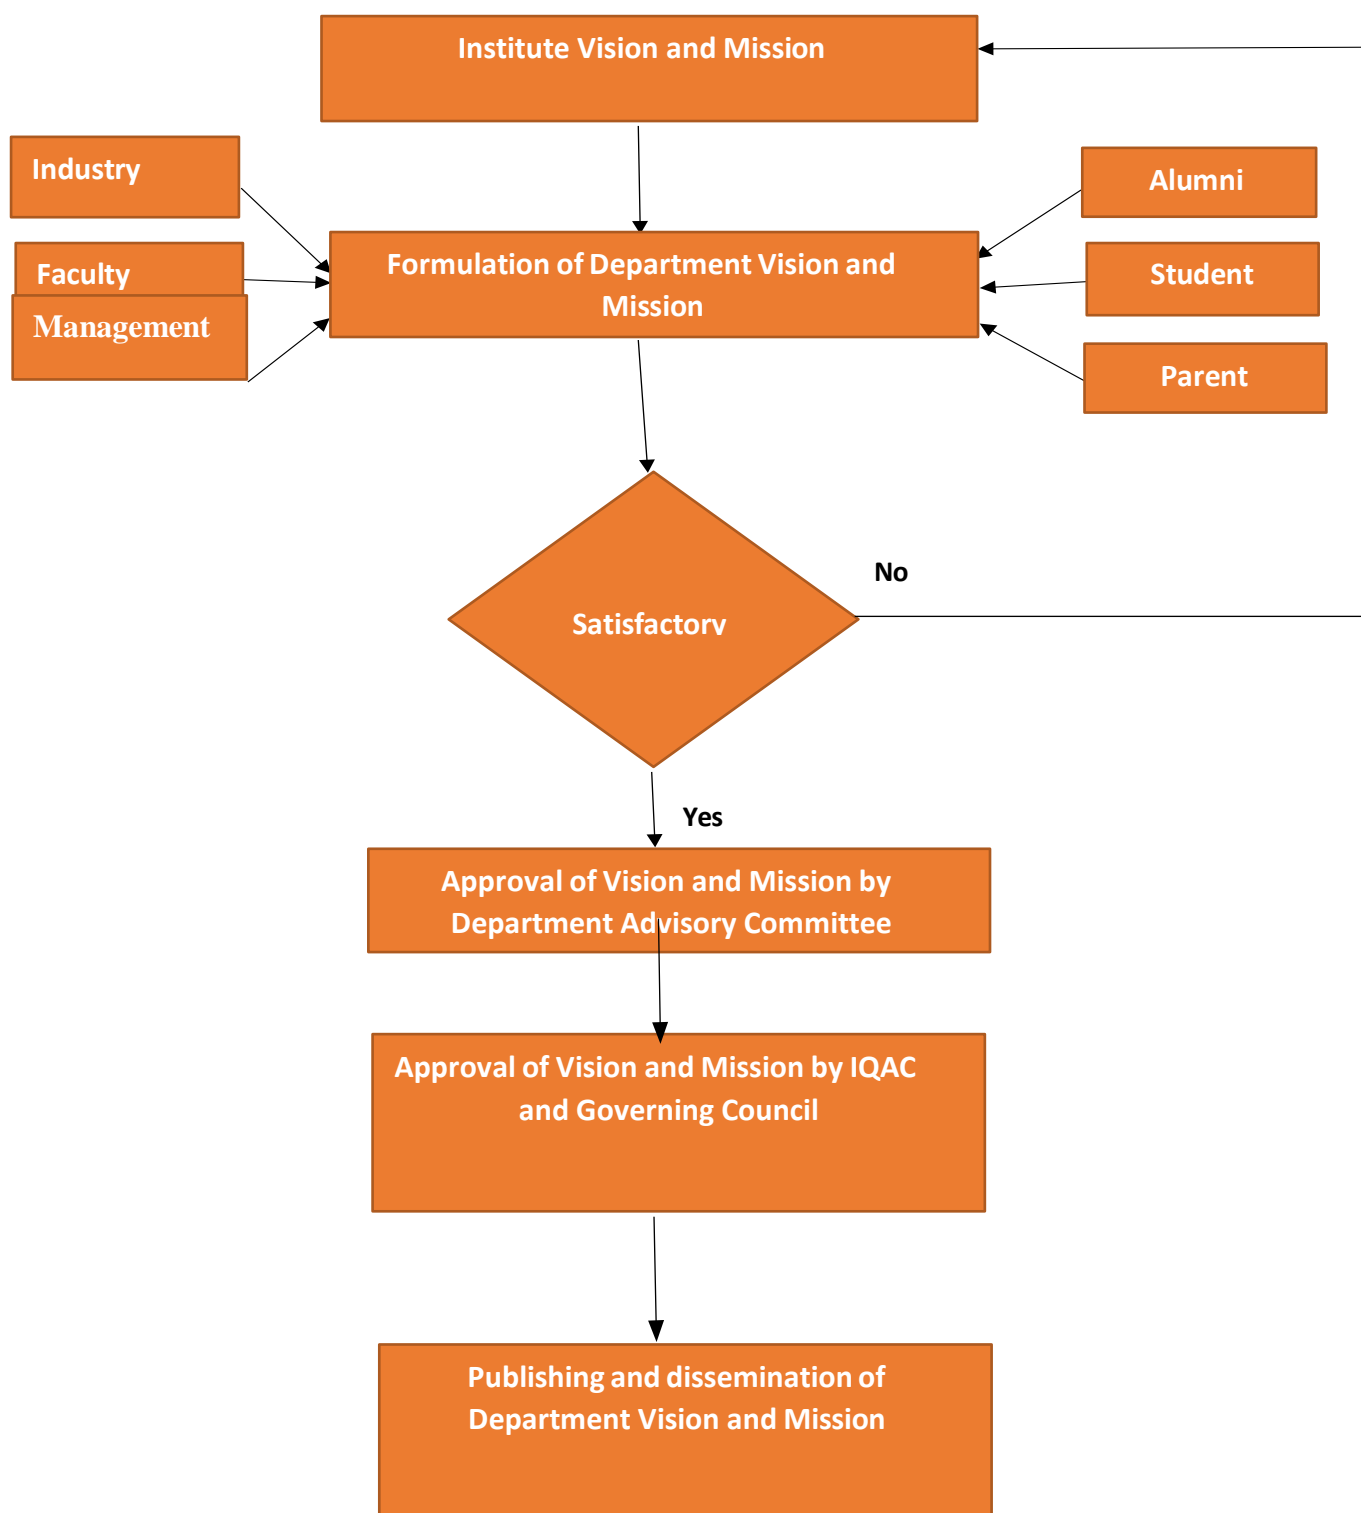 Institute Vision and Mission
Industry
Alumni
Faculty
Formulation of Department Vision and
Mission
Student
Management
Parent
No
Satisfactory
Yes
Approval of Vision and Mission by
Department Advisory Committee
Approval of Vision and Mission by IQAC
and Governing Council
Publishing and dissemination of
Department Vision and Mission